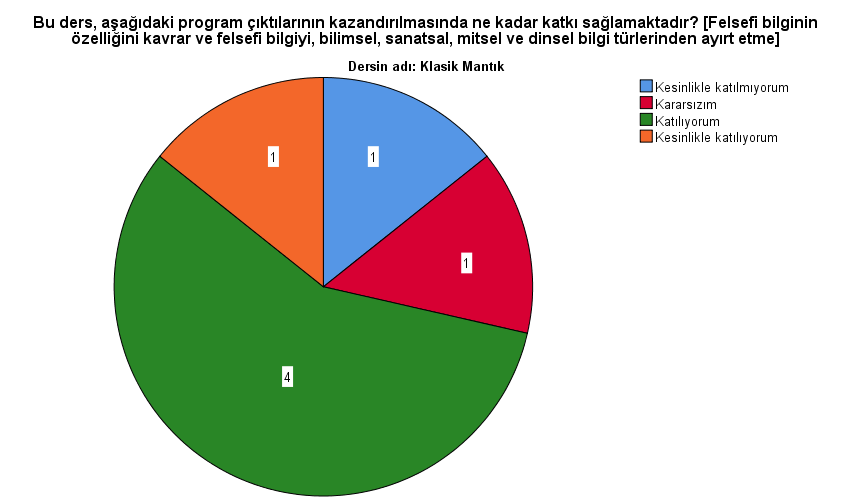 Bu ders, aşağıdaki program çıktılarının kazandırılmasında ne kadar katkı sağlamaktadır? [Felsefi bilginin
özelliğini kavrar ve felsefi bilgiyi, bilimsel, sanatsal, mitsel ve dinsel bilgi türlerinden ayırt etme]
Dersin adı: Klasik Mantık
Kesinlikle katılmıyorum
Kararsızım
Katılıyorum
Kesinlikle katılıyorum
1
1
1
4